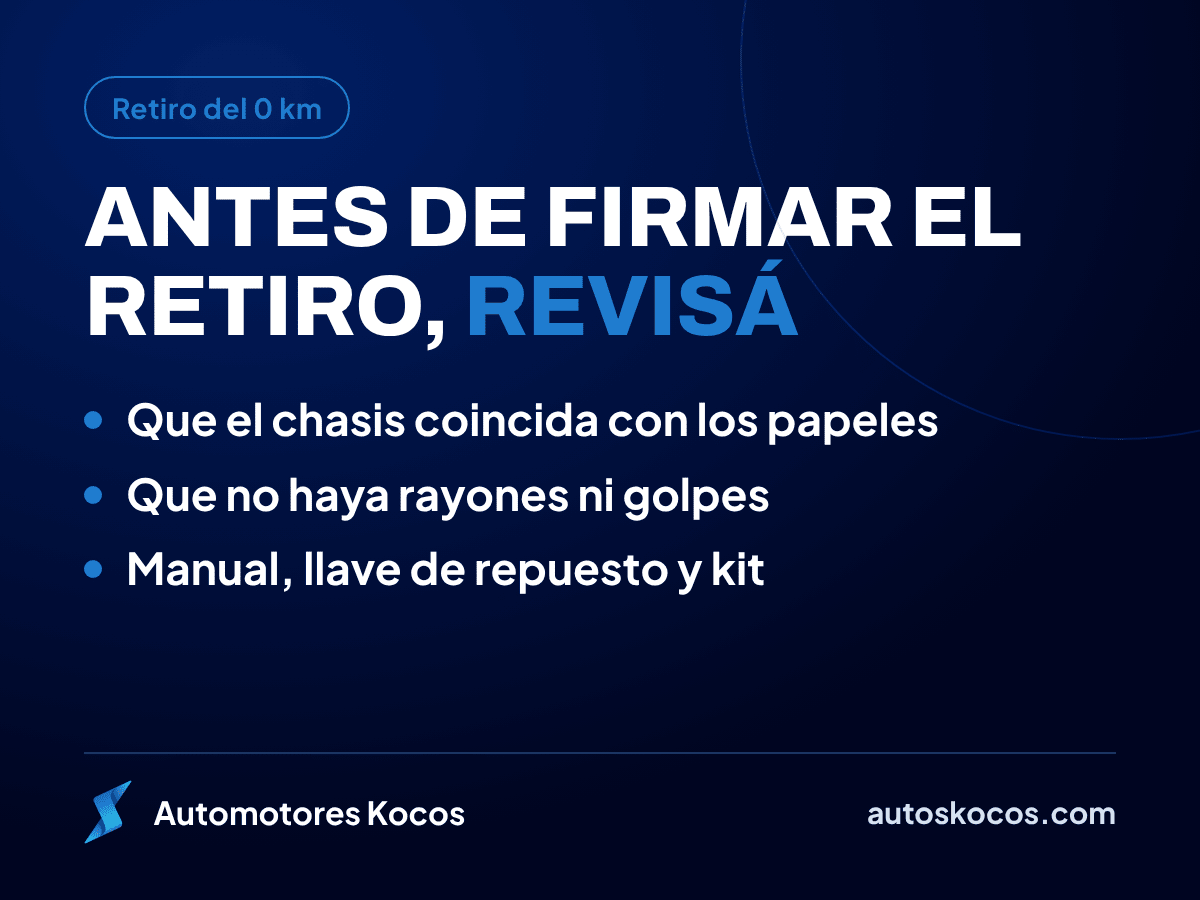 Retiro del 0 km
ANTES DE FIRMAR EL
RETIRO, REVISÁ
Que el chasis coincida con los papeles
Que no haya rayones ni golpes
Manual, llave de repuesto y kit
Automotores Kocos
autoskocos.com